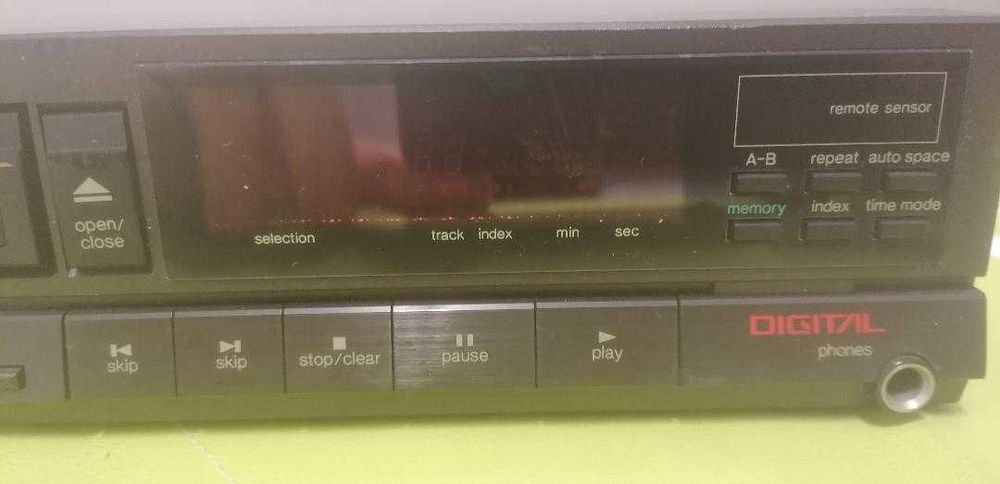 remote sensor
A-B repeat auto space
memory index time mode
open/
close
selection track index min sec
skip
skip
stop/clear
pause
play
DIGITAL
phones